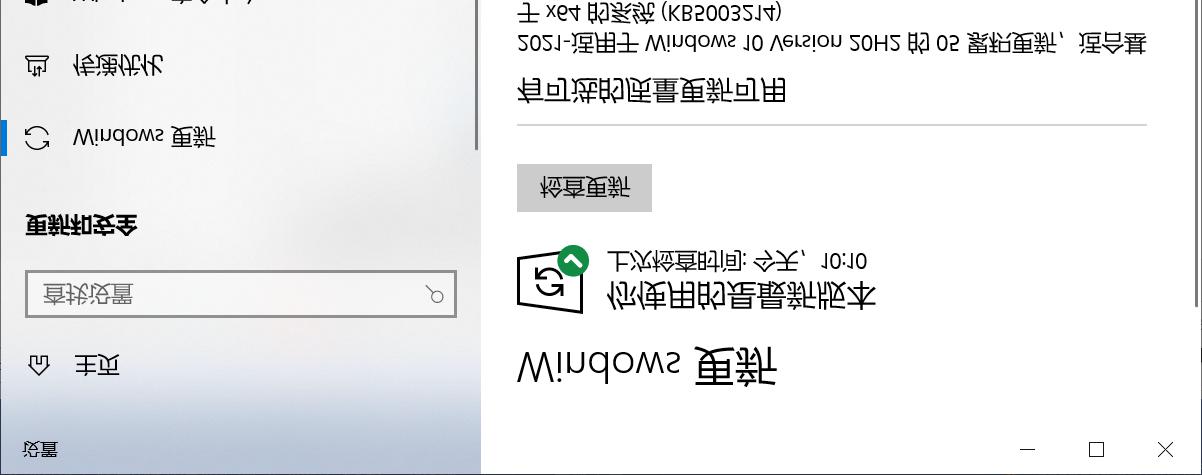 设置
主页
查找设置
更新和安全
Windows 更新
传递优化
Windows 更新
你使用的是最新版本
上次检查时间: 今天，10:10
检查更新
有可选的质量更新可用
2021-适用于 Windows 10 Version 20H2 的 05 累积更新，适合基
于 x64 的系统 (KB5003214)